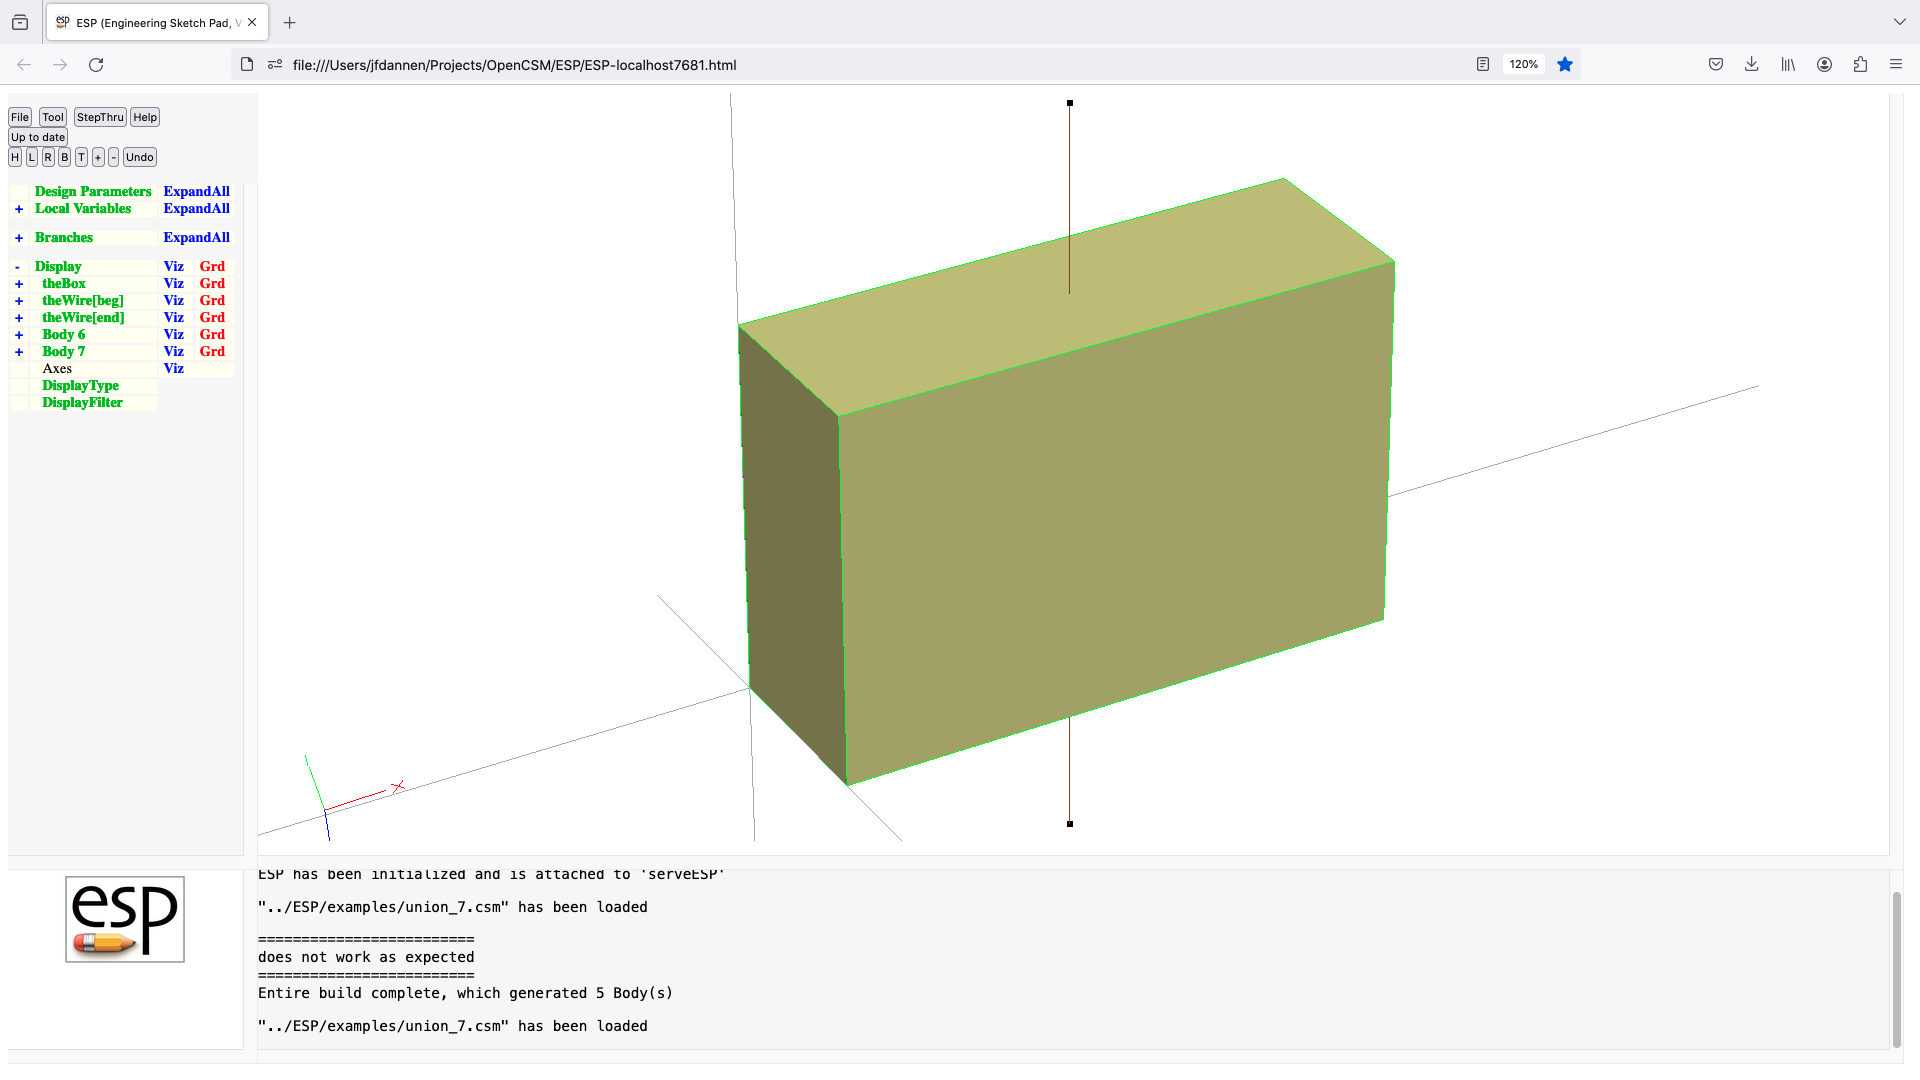 ESP (Engineering Sketch Pad, V
file:///Users/jfdannen/Projects/OpenCSM/ESP/ESP-localhost7681.html
120%
File Tool StepThru Help
Up to date
H L R B T + - Undo
Design Parameters ExpandAll
+ Local Variables ExpandAll
+ Branches ExpandAll
- Display Viz Grd
+ theBox Viz Grd
+ theWire[beg] Viz Grd
+ theWire[end] Viz Grd
+ Body 6 Viz Grd
+ Body 7 Viz Grd
Axes Viz
DisplayType
DisplayFilter
X
esp
ESP has been initialized and is attached to 'serveESP'
"../ESP/examples/union_7.csm" has been loaded
=========================
does not work as expected
=========================
Entire build complete, which generated 5 Body(s)
"../ESP/examples/union_7.csm" has been loaded